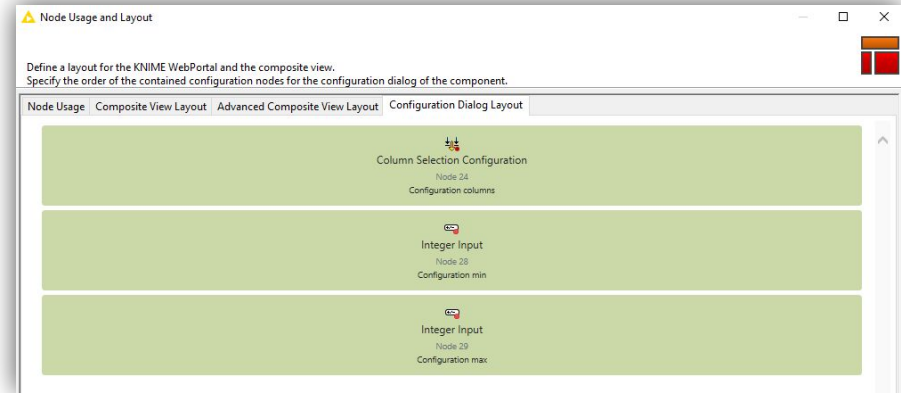 Node Usage and Layout
Define a layout for the KNIME WebPortal and the composite view.
Specify the order of the contained configuration nodes for the configuration dialog of the component.
Node Usage Composite View Layout Advanced Composite View Layout Configuration Dialog Layout
Column Selection Configuration
Node 24
Configuration columns
Integer Input
Node 28
Configuration min
Integer Input
Node 29
Configuration max